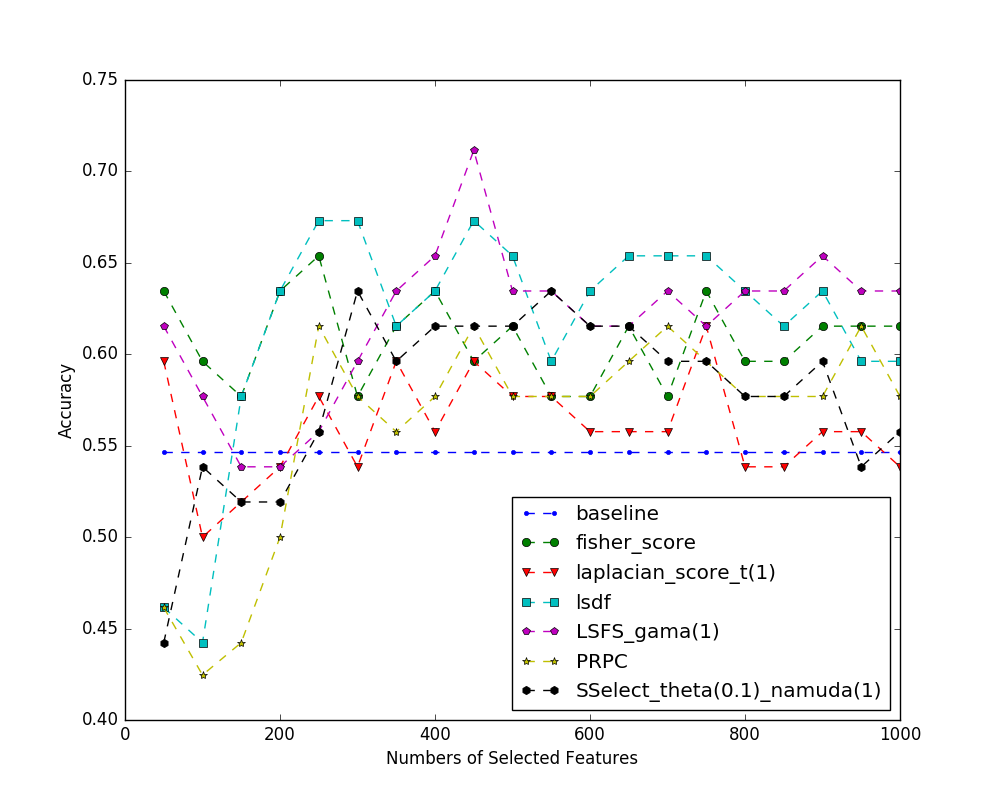 0.75
0.70
0.65
0.60
0.55
0.50
0.45
0.40
Accuracy
0 200 400 600 800 1000
Numbers of Selected Features
baseline
fisher_score
laplacian_score_t(1)
lsdf
LSFS_gama(1)
PRPC
SSelect_theta(0.1)_namuda(1)